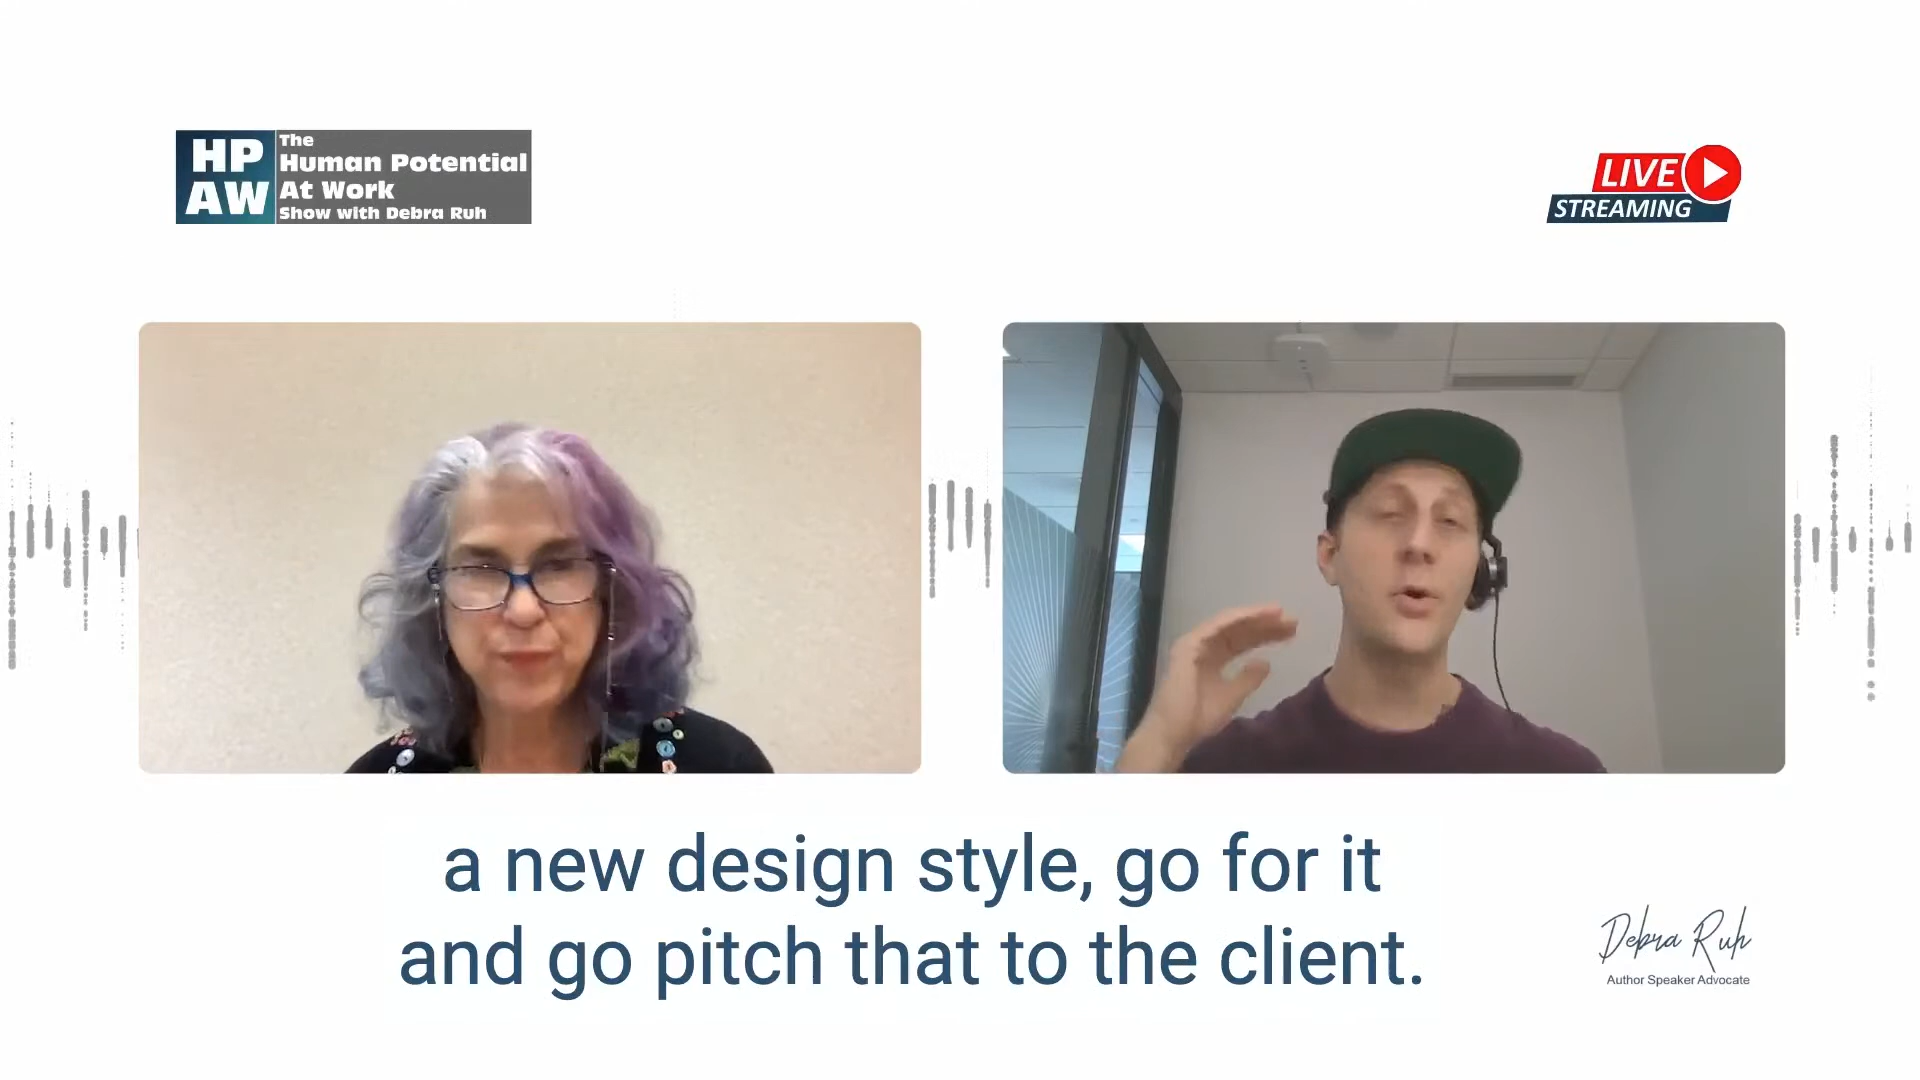 HP
AW
The
Human Potential
At Work
Show with Debra Ruh
LIVE
STREAMING
a new design style, go for it
and go pitch that to the client.
Debra Ruh
Author Speaker Advocate